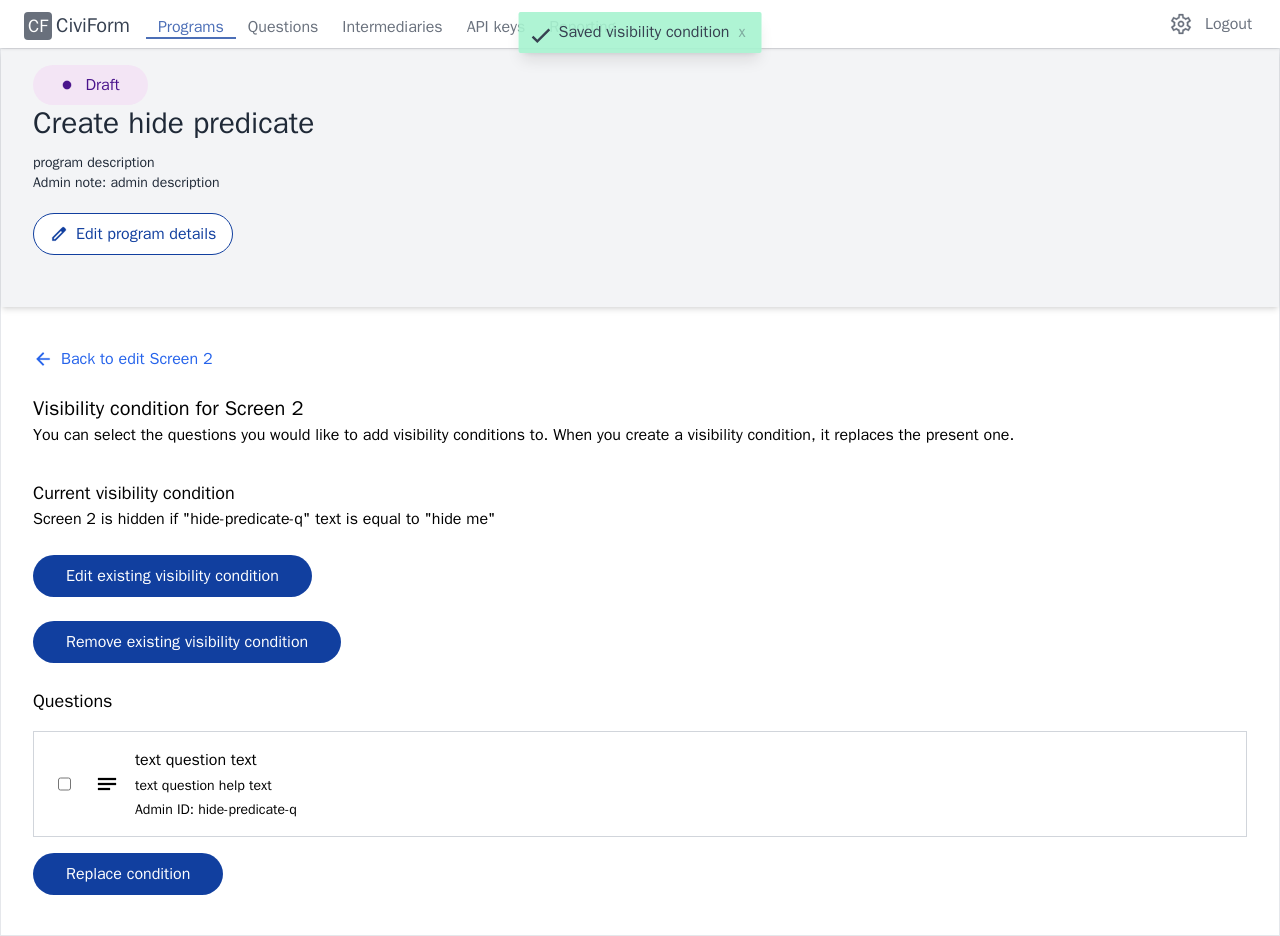 CF CiviForm Programs Questions Intermediaries API keys Logout
Saved visibility condition x
Draft
Create hide predicate
program description
Admin note: admin description
Edit program details
Back to edit Screen 2
Visibility condition for Screen 2
You can select the questions you would like to add visibility conditions to. When you create a visibility condition, it replaces the present one.
Current visibility condition
Screen 2 is hidden if "hide-predicate-q" text is equal to "hide me"
Edit existing visibility condition
Remove existing visibility condition
Questions
text question text
text question help text
Admin ID: hide-predicate-q
Replace condition